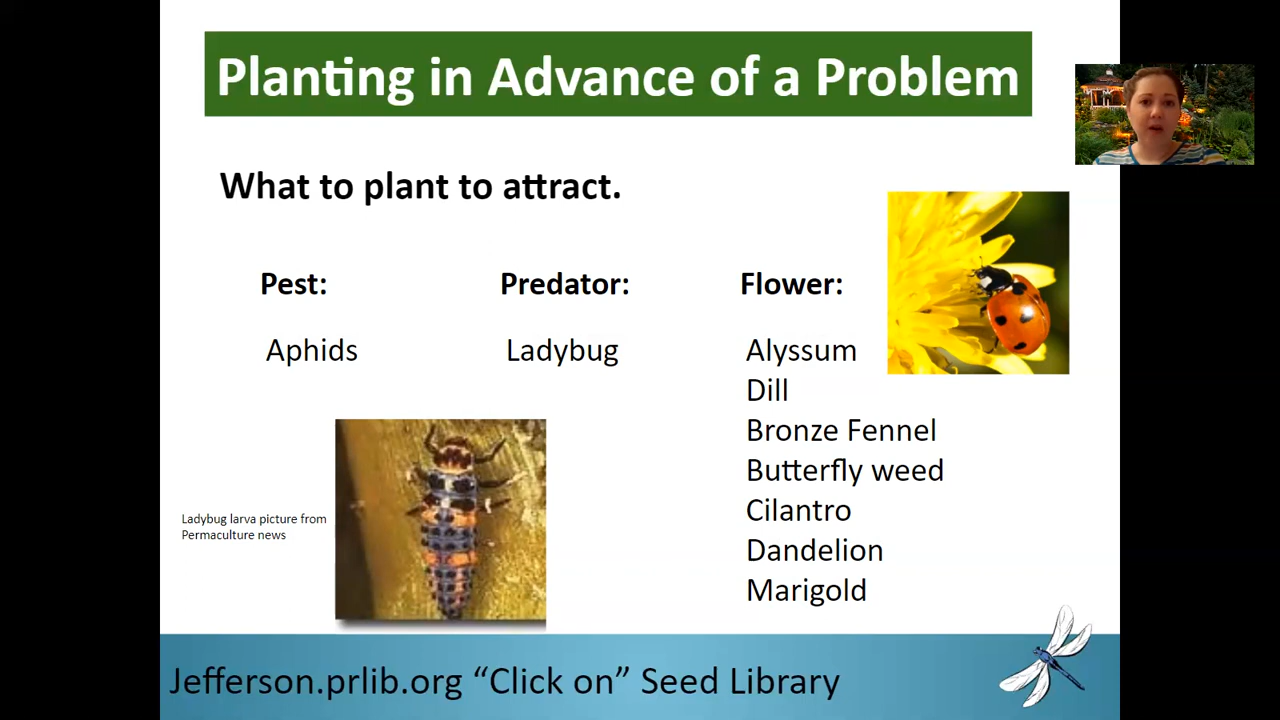 Planting in Advance of a Problem
What to plant to attract.
Pest:
Predator:
Flower:
Aphids
Ladybug
Alyssum
Dill
Bronze Fennel
Butterfly weed
Cilantro
Dandelion
Marigold
Ladybug larva picture from
Permaculture news
Jefferson.prlib.org “Click on” Seed Library